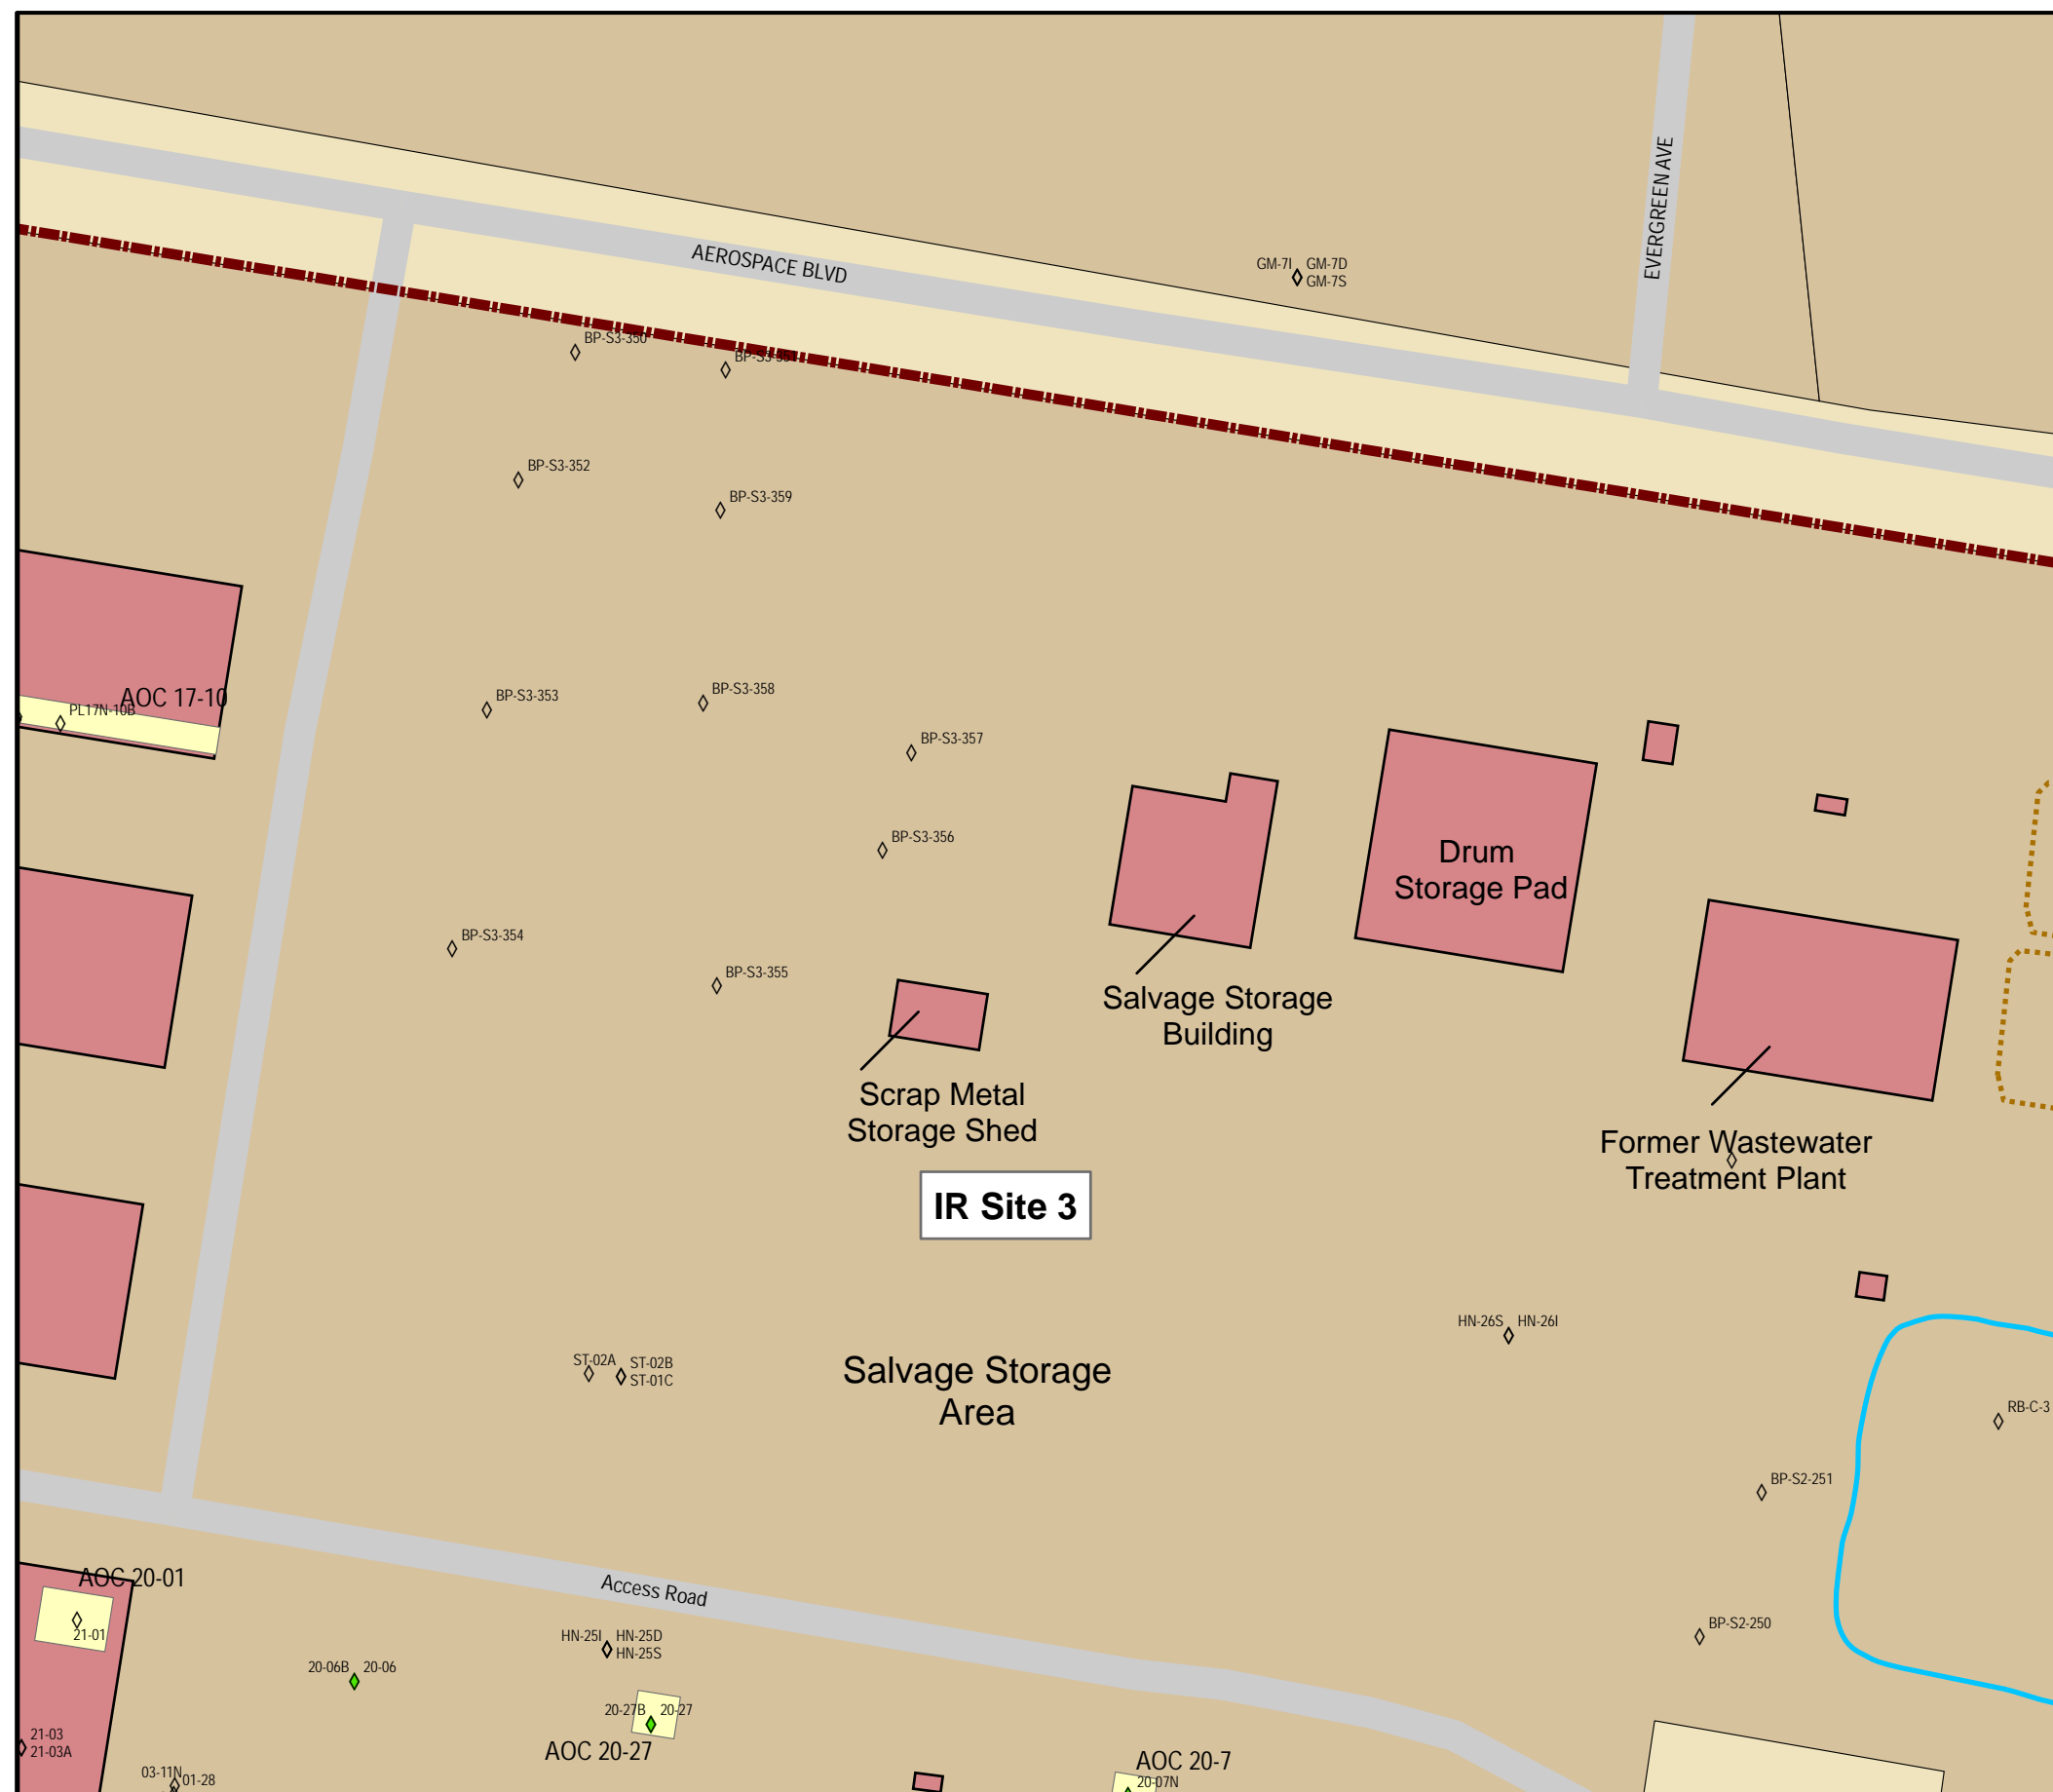 EVERGREEN AVE
AEROSPACE BLVD
GM-7I GM-7D
GM-7S
BP-S3-350
BP-S3-351
BP-S3-352
BP-S3-359
BP-S3-353
BP-S3-358
AOC 17-10
PL17N-10B
BP-S3-357
BP-S3-356
Drum
Storage Pad
BP-S3-354
BP-S3-355
Salvage Storage
Building
Scrap Metal
Storage Shed
Former Wastewater
Treatment Plant
IR Site 3
HN-26S HN-26I
ST-02A ST-02B
ST-01C
Salvage Storage
Area
RB-C-3
BP-S2-251
AOC 20-01
Access Road
21-01
BP-S2-250
HN-25I HN-25D
HN-25S
20-06B 20-06
20-27B 20-27
21-03
21-03A
AOC 20-27
AOC 20-7
03-11N 01-28
20-07N